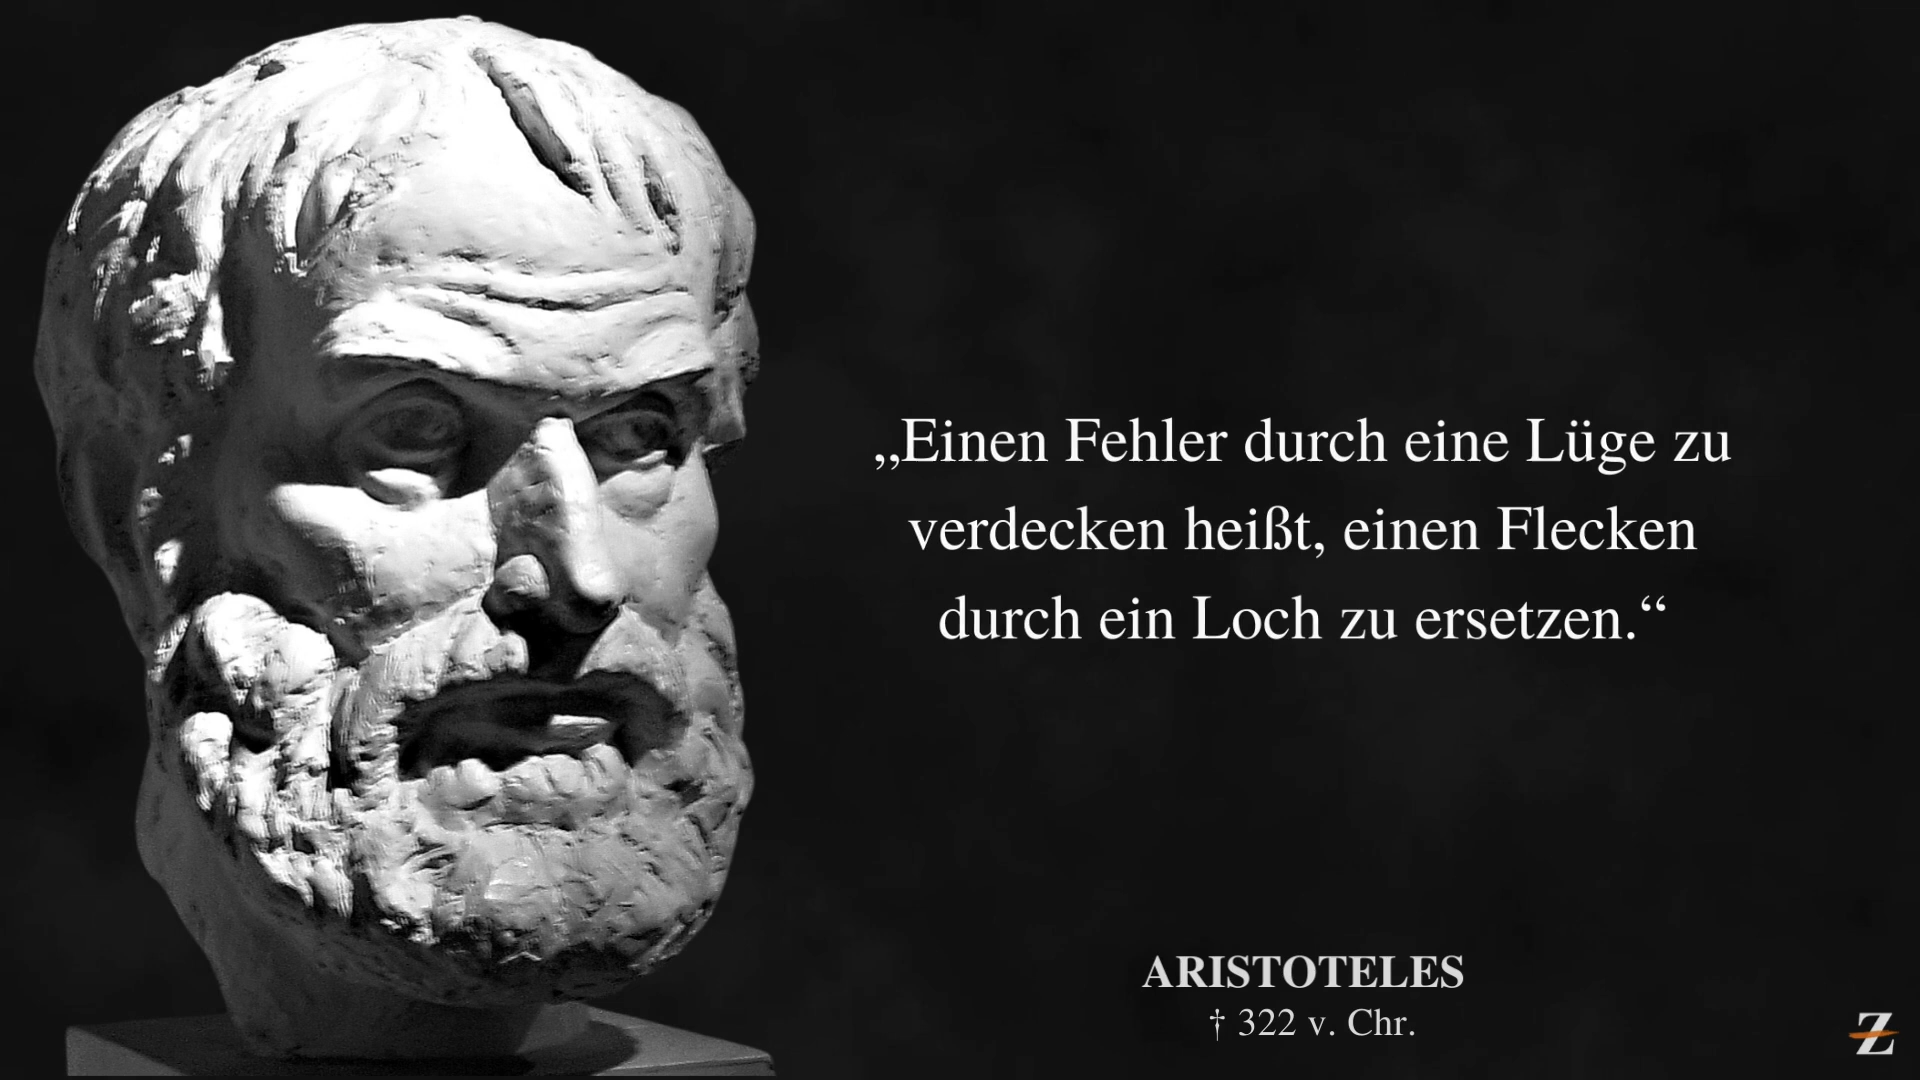 „Einen Fehler durch eine Lüge zu
verdecken heißt, einen Flecken
durch ein Loch zu ersetzen.“
ARISTOTELES
† 322 v. Chr.
Z